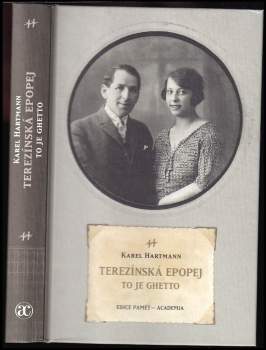 KAREL HARTMANN
TEREZÍNSKÁ EPOPEJ
TO JE GHETTO
KAREL HARTMANN
TEREZÍNSKÁ EPOPEJ
TO JE GHETTO
EDICE PAMĚŤ – ACADEMIA